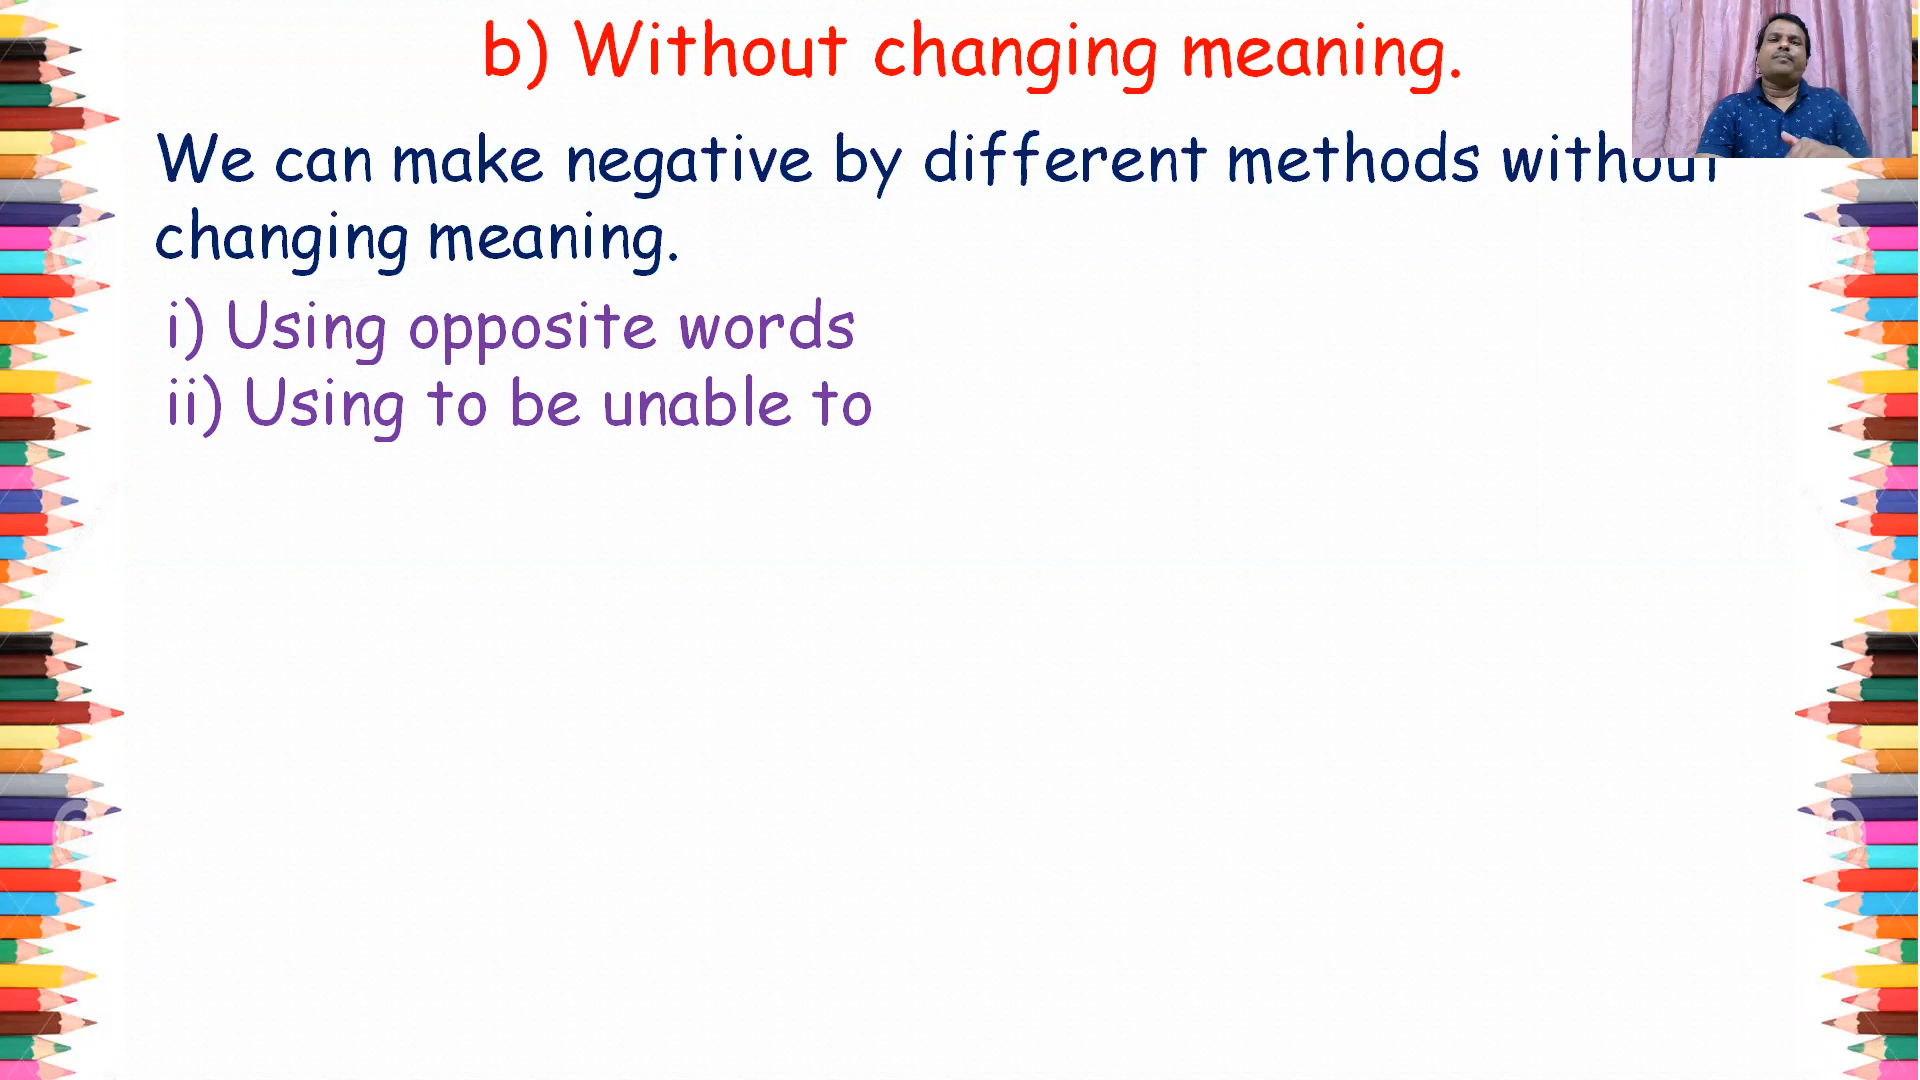 b) Without changing meaning.
We can make negative by different methods without
changing meaning.
i) Using opposite words
ii) Using to be unable to